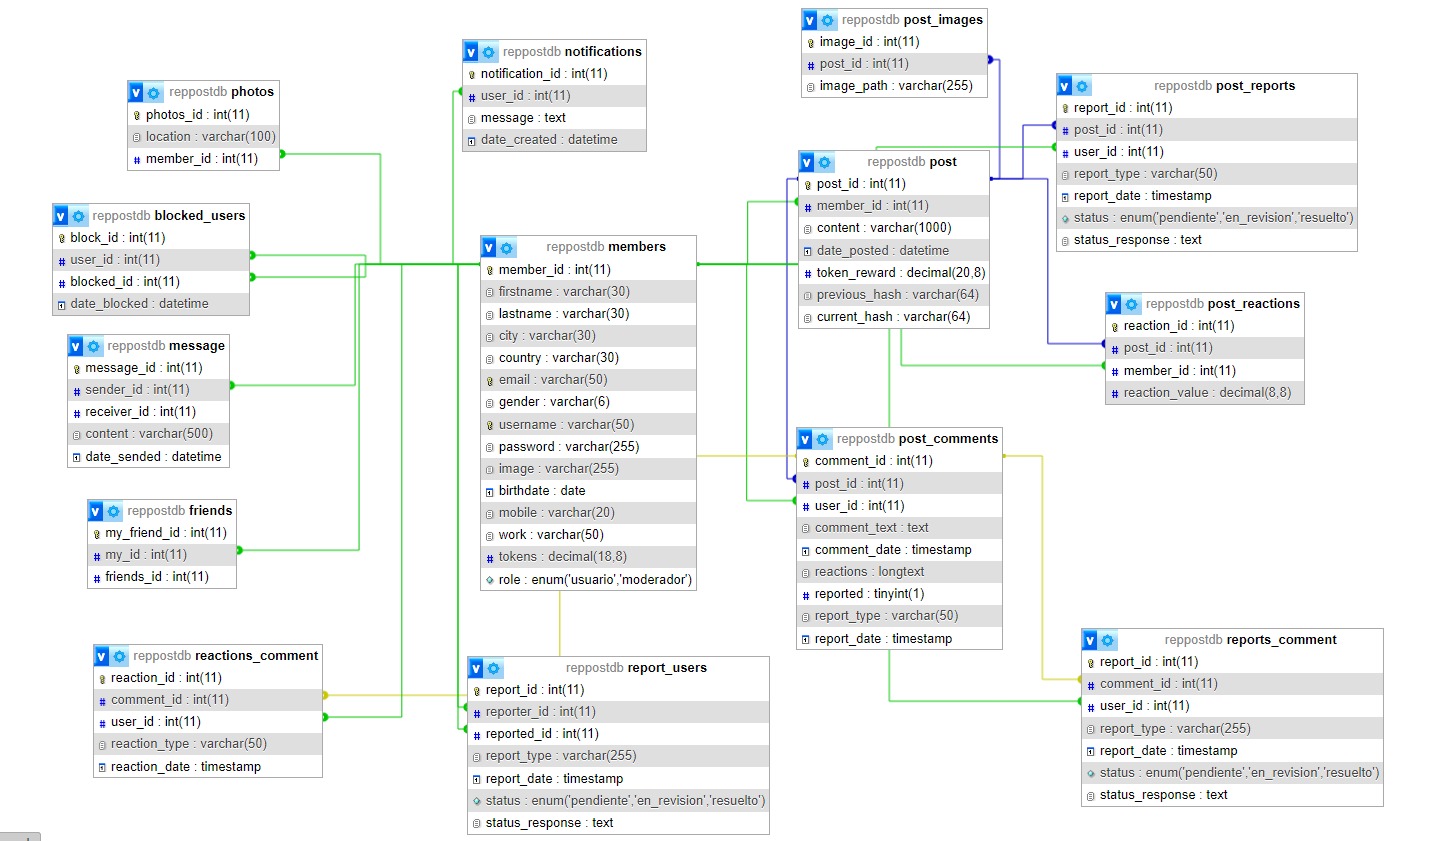 reppostdb photos
photos_id : int(11)
location : varchar(100)
member_id : int(11)
reppostdb notifications
notification_id : int(11)
user_id : int(11)
message : text
date_created : datetime
reppostdb post_images
image_id : int(11)
post_id : int(11)
image_path : varchar(255)
reppostdb post_reports
report_id : int(11)
post_id : int(11)
user_id : int(11)
report_type : varchar(50)
report_date : timestamp
status : enum('pendiente','en_revision','resuelto')
status_response : text
reppostdb blocked_users
block_id : int(11)
user_id : int(11)
blocked_id : int(11)
date_blocked : datetime
reppostdb members
member_id : int(11)
firstname : varchar(30)
lastname : varchar(30)
city : varchar(30)
country : varchar(30)
email : varchar(50)
gender : varchar(6)
username : varchar(50)
password : varchar(255)
image : varchar(255)
birthdate : date
mobile : varchar(20)
work : varchar(50)
tokens : decimal(18,8)
role : enum('usuario','moderador')
reppostdb post
post_id : int(11)
member_id : int(11)
content : varchar(1000)
date_posted : datetime
token_reward : decimal(20,8)
previous_hash : varchar(64)
current_hash : varchar(64)
reppostdb post_reactions
reaction_id : int(11)
post_id : int(11)
member_id : int(11)
reaction_value : decimal(8,8)
reppostdb message
message_id : int(11)
sender_id : int(11)
receiver_id : int(11)
content : varchar(500)
date_sended : datetime
reppostdb friends
my_friend_id : int(11)
my_id : int(11)
friends_id : int(11)
reppostdb post_comments
comment_id : int(11)
post_id : int(11)
user_id : int(11)
comment_text : text
comment_date : timestamp
reactions : longtext
reported : tinyint(1)
report_type : varchar(50)
report_date : timestamp
reppostdb reactions_comment
reaction_id : int(11)
comment_id : int(11)
user_id : int(11)
reaction_type : varchar(50)
reaction_date : timestamp
reppostdb report_users
report_id : int(11)
reporter_id : int(11)
reported_id : int(11)
report_type : varchar(255)
report_date : timestamp
status : enum('pendiente','en_revision','resuelto')
status_response : text
reppostdb reports_comment
report_id : int(11)
comment_id : int(11)
user_id : int(11)
report_type : varchar(255)
report_date : timestamp
status : enum('pendiente','en_revision','resuelto')
status_response : text